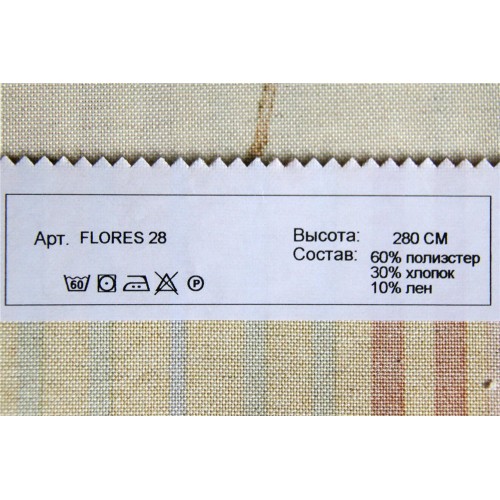 Арт. FLORES 28
Высота: 280 СМ
Состав: 60% полиэстер
30% хлопок
10% лен
60 P